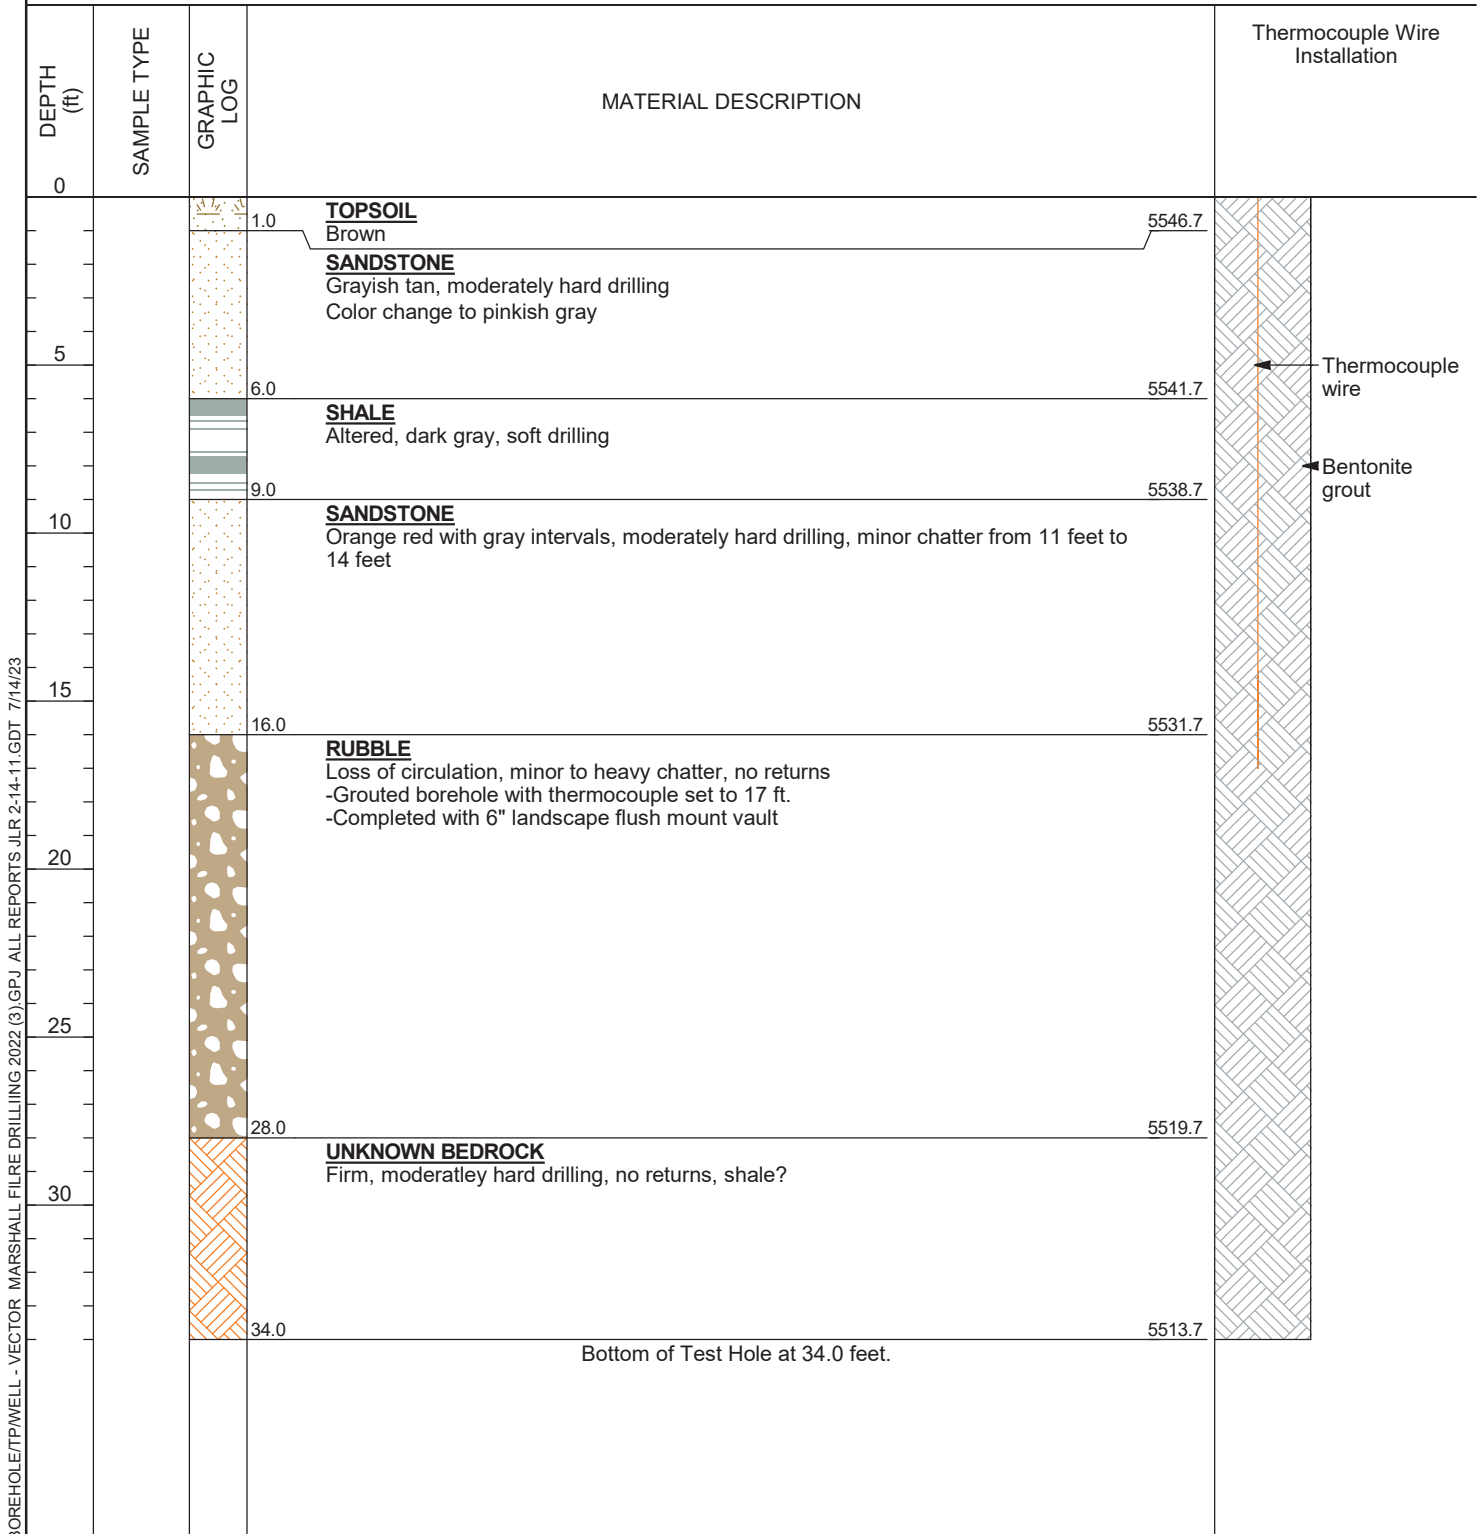 DEPTH
(ft)
SAMPLE TYPE
GRAPHIC
LOG
MATERIAL DESCRIPTION
Thermocouple Wire
Installation
0
1.0
TOPSOIL
5546.7
Brown
SANDSTONE
Grayish tan, moderately hard drilling
Color change to pinkish gray
5
Thermocouple
wire
6.0
5541.7
SHALE
Altered, dark gray, soft drilling
Bentonite
grout
9.0
5538.7
SANDSTONE
10
Orange red with gray intervals, moderately hard drilling, minor chatter from 11 feet to
14 feet
15
16.0
5531.7
RUBBLE
Loss of circulation, minor to heavy chatter, no returns
-Grouted borehole with thermocouple set to 17 ft.
-Completed with 6" landscape flush mount vault
20
25
28.0
5519.7
UNKNOWN BEDROCK
Firm, moderatley hard drilling, no returns, shale?
30
34.0
5513.7
Bottom of Test Hole at 34.0 feet.
BOREHOLE/TP/WELL - VECTOR MARSHALL FILRE DRILLIING 2022 (3).GPJ ALL REPORTS JLR 2-14-11.GDT 7/14/23